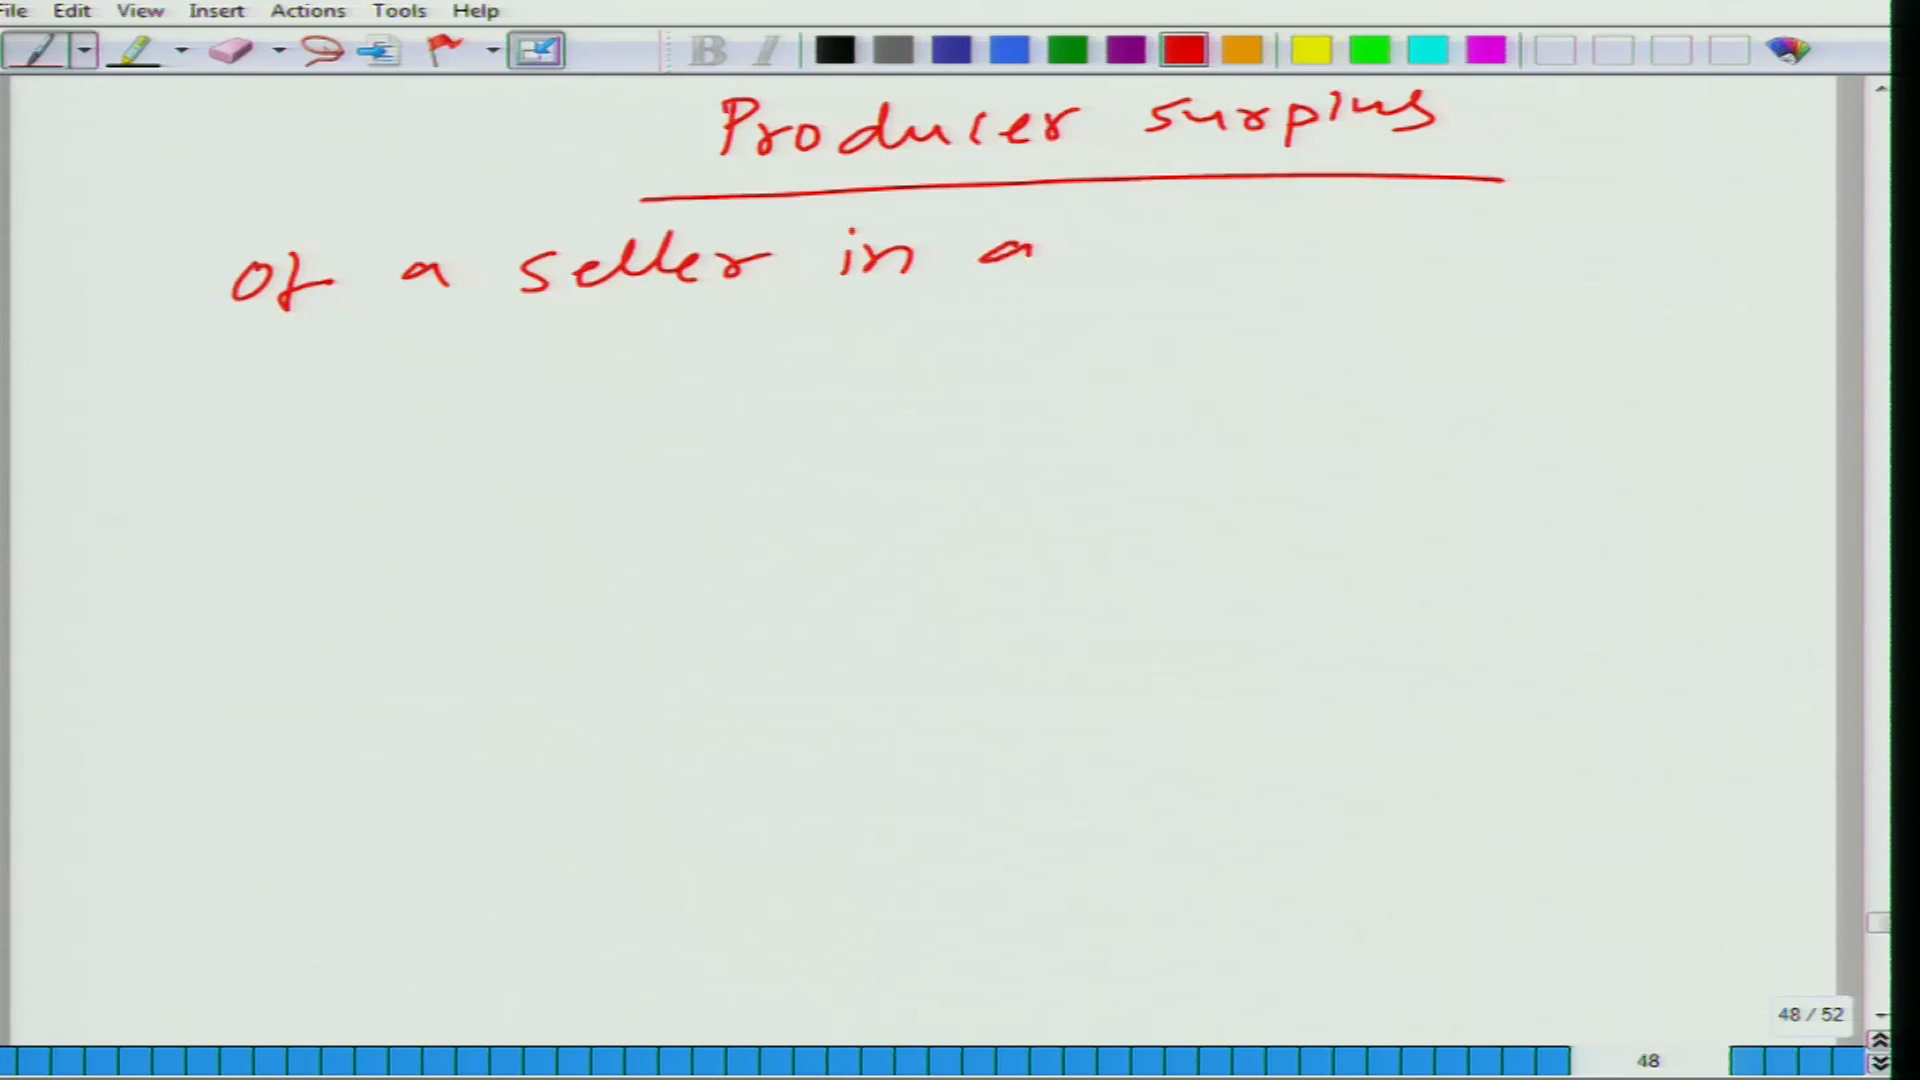 File Edit View Insert Actions Tools Help
B I
Producer surplus
of a seller in a
48 / 52
48